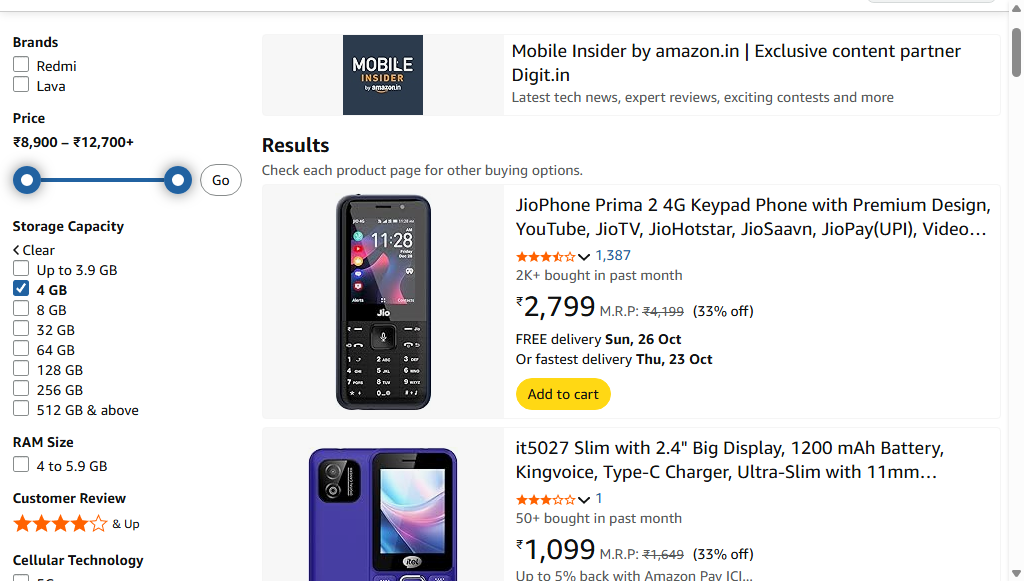 Brands
Redmi
Lava
Price
₹8,900 – ₹12,700+
Go
Storage Capacity
Clear
Up to 3.9 GB
4 GB
8 GB
32 GB
64 GB
128 GB
256 GB
512 GB & above
RAM Size
4 to 5.9 GB
Customer Review
& Up
Cellular Technology
MOBILE
INSIDER
by amazon.in
Mobile Insider by amazon.in | Exclusive content partner
Digit.in
Latest tech news, expert reviews, exciting contests and more
Results
Check each product page for other buying options.
11:28
Friday
Dec 28
Alerts
Contacts
Jio
JioPhone Prima 2 4G Keypad Phone with Premium Design,
YouTube, JioTV, JioHotstar, JioSaavn, JioPay(UPI), Video…
1,387
2K+ bought in past month
₹2,799 M.R.P: ₹4,199 (33% off)
FREE delivery Sun, 26 Oct
Or fastest delivery Thu, 23 Oct
Add to cart
itel
it5027 Slim with 2.4" Big Display, 1200 mAh Battery,
Kingvoice, Type-C Charger, Ultra-Slim with 11mm…
1
50+ bought in past month
₹1,099 M.R.P: ₹1,649 (33% off)
Up to 5% back with Amazon Pay ICI…